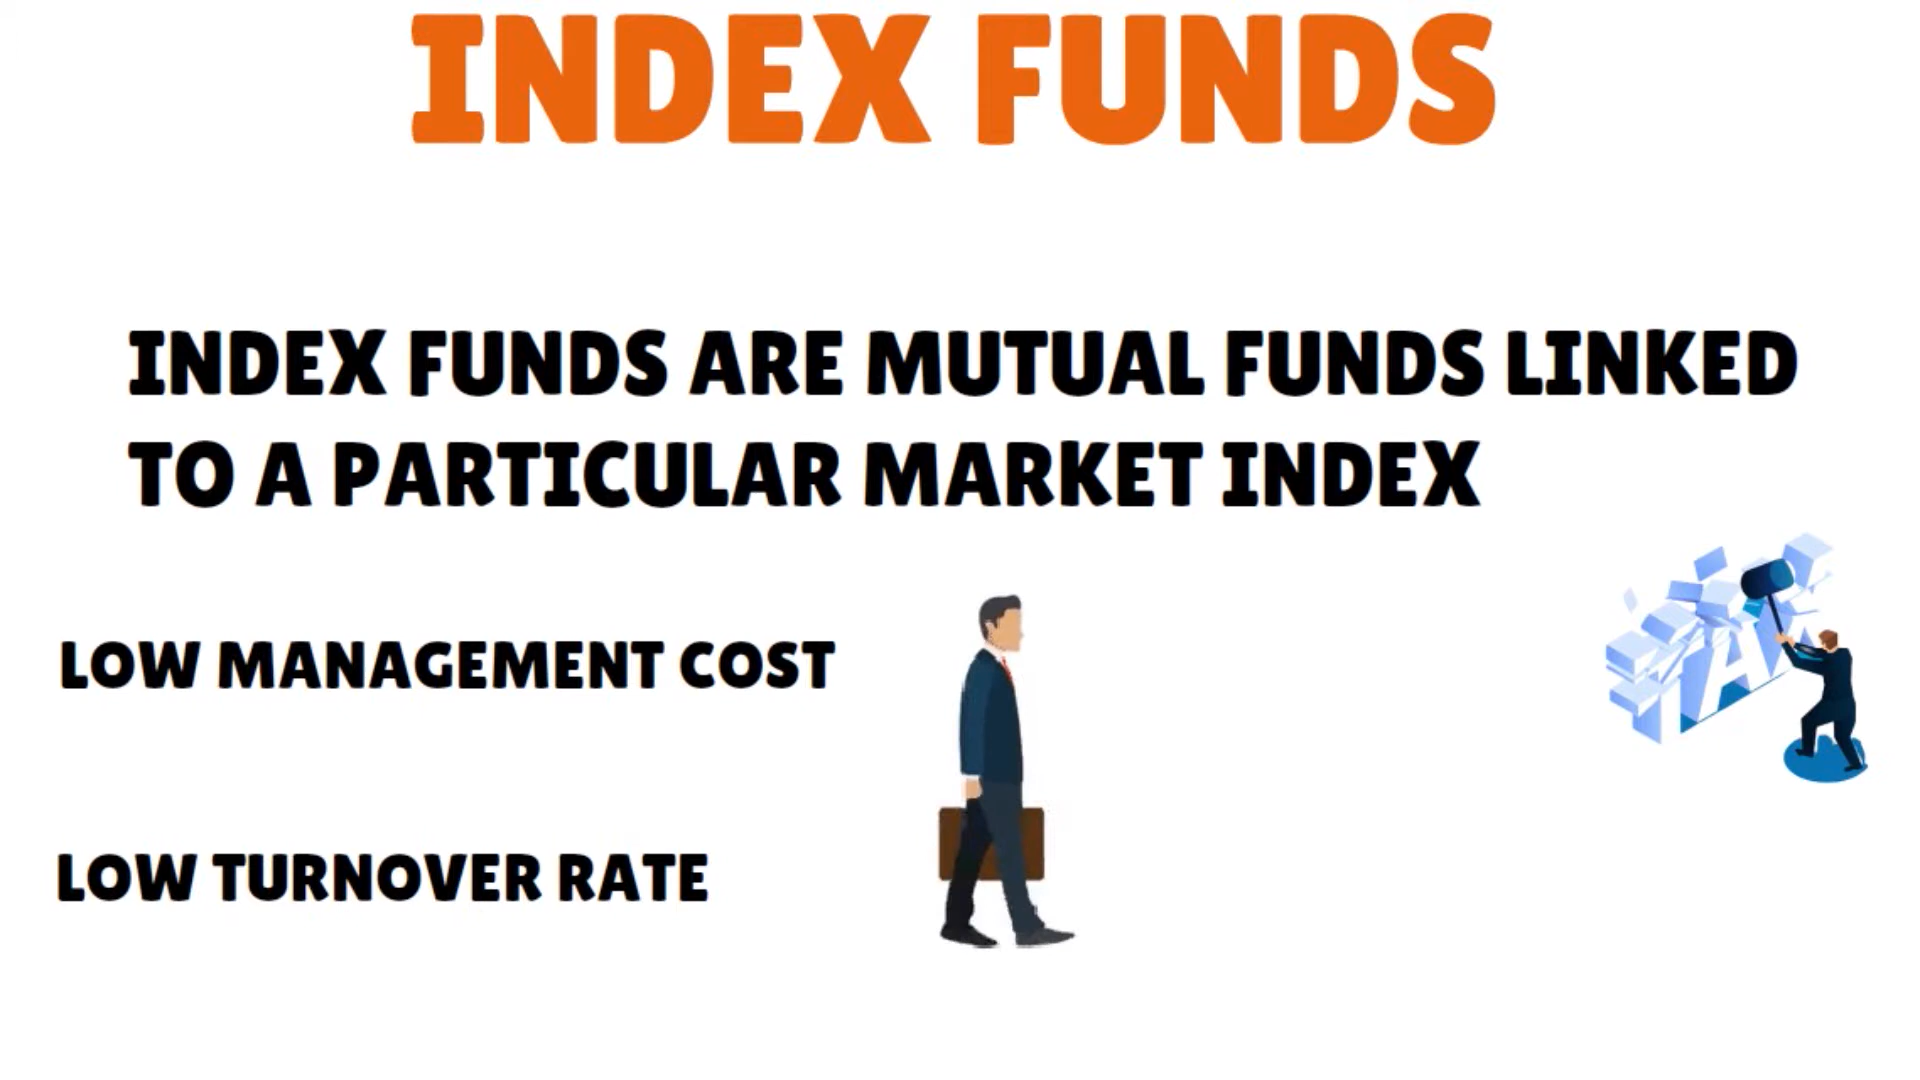 INDEX FUNDS
INDEX FUNDS ARE MUTUAL FUNDS LINKED
TO A PARTICULAR MARKET INDEX
LOW MANAGEMENT COST
LOW TURNOVER RATE